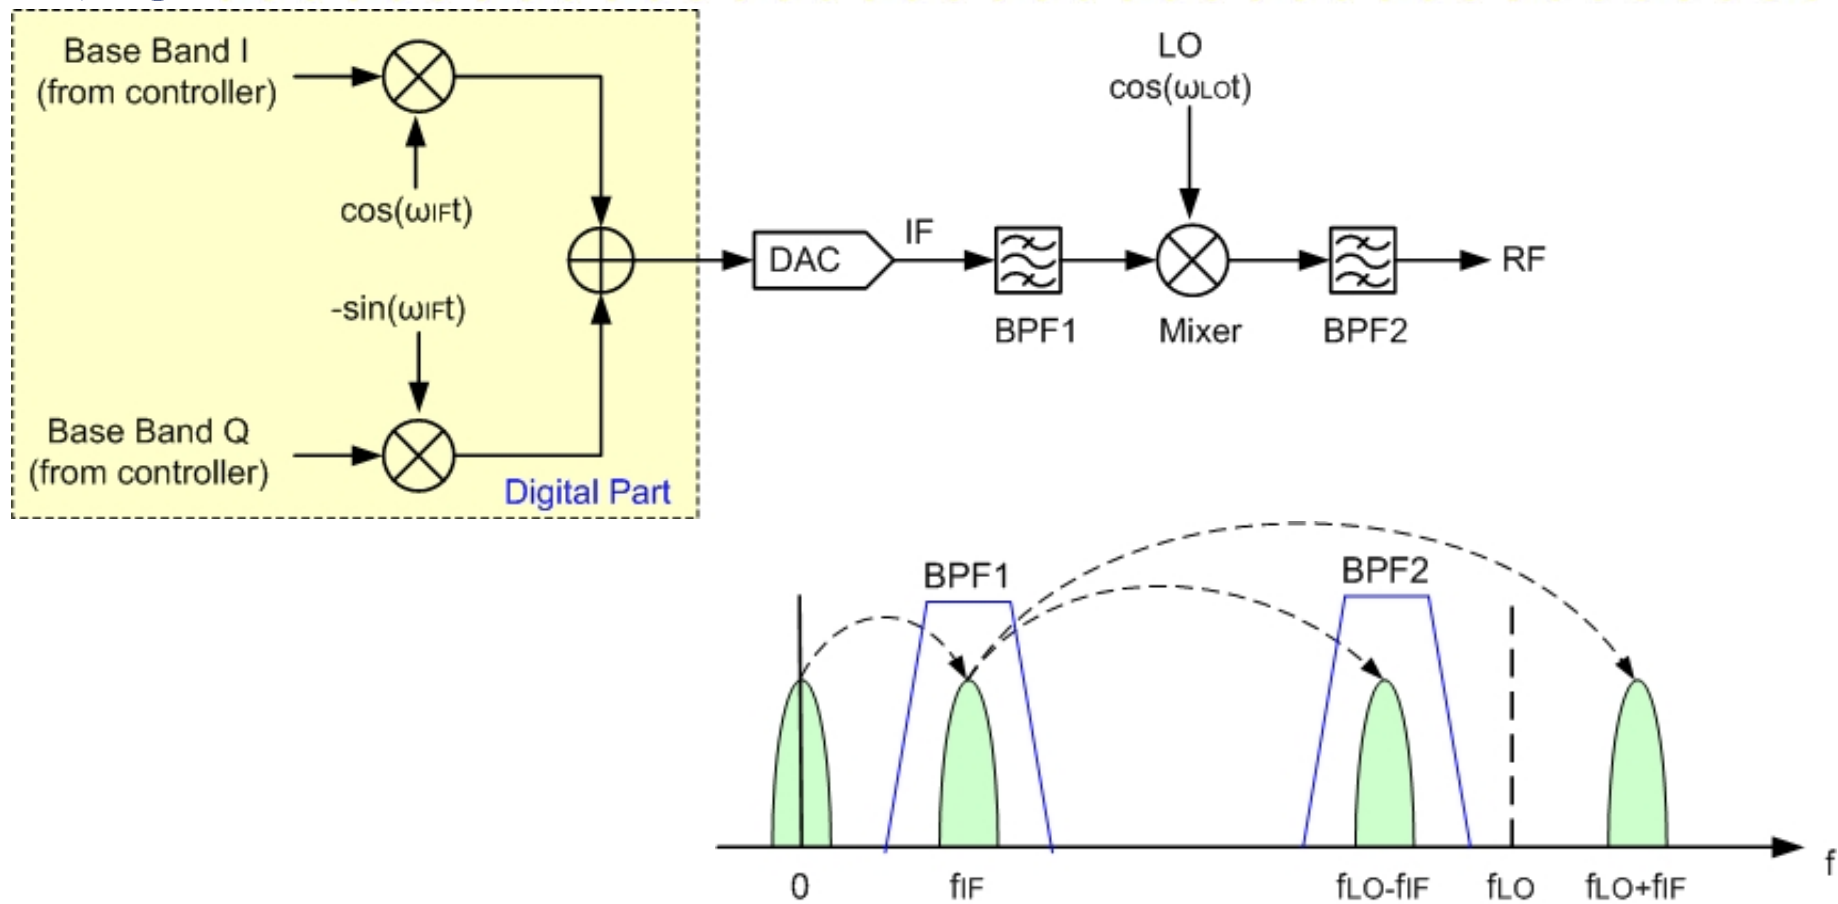 Base Band I
(from controller)
cos(ωIFt)
-sin(ωIFt)
Base Band Q
(from controller)
Digital Part
DAC
IF
BPF1
LO
cos(ωLOt)
Mixer
BPF2
RF
BPF1
BPF2
0
fIF
fLO-fIF
fLO
fLO+fIF
f